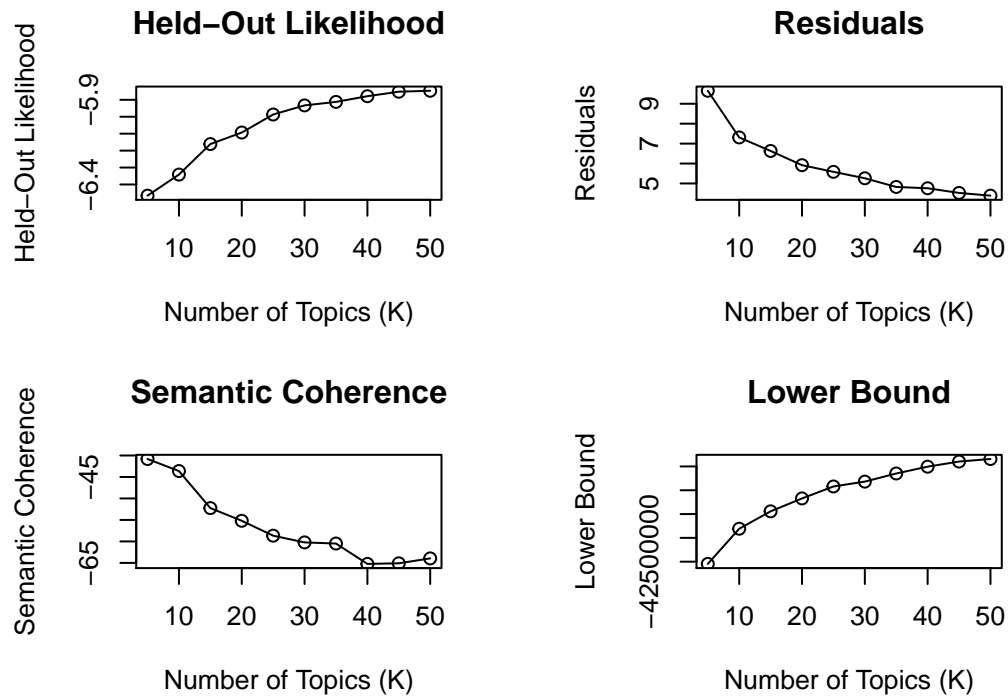 Held−Out Likelihood
Held−Out Likelihood
−5.9
−6.4
10 20 30 40 50
Number of Topics (K)
Residuals
Residuals
9
7
5
10 20 30 40 50
Number of Topics (K)
Semantic Coherence
Semantic Coherence
−45
−65
10 20 30 40 50
Number of Topics (K)
Lower Bound
Lower Bound
−42500000
10 20 30 40 50
Number of Topics (K)